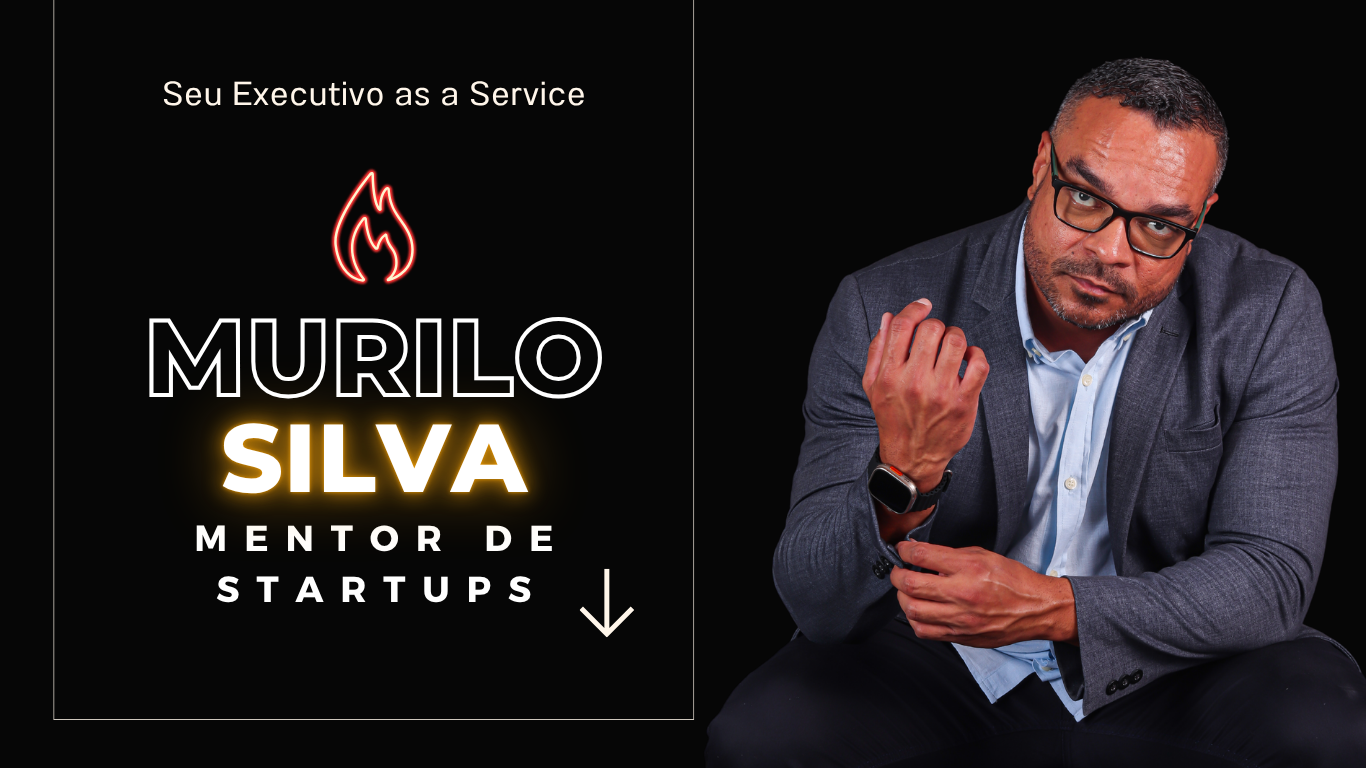 Seu Executivo as a Service
MURILO
SILVA
MENTOR DE
STARTUPS